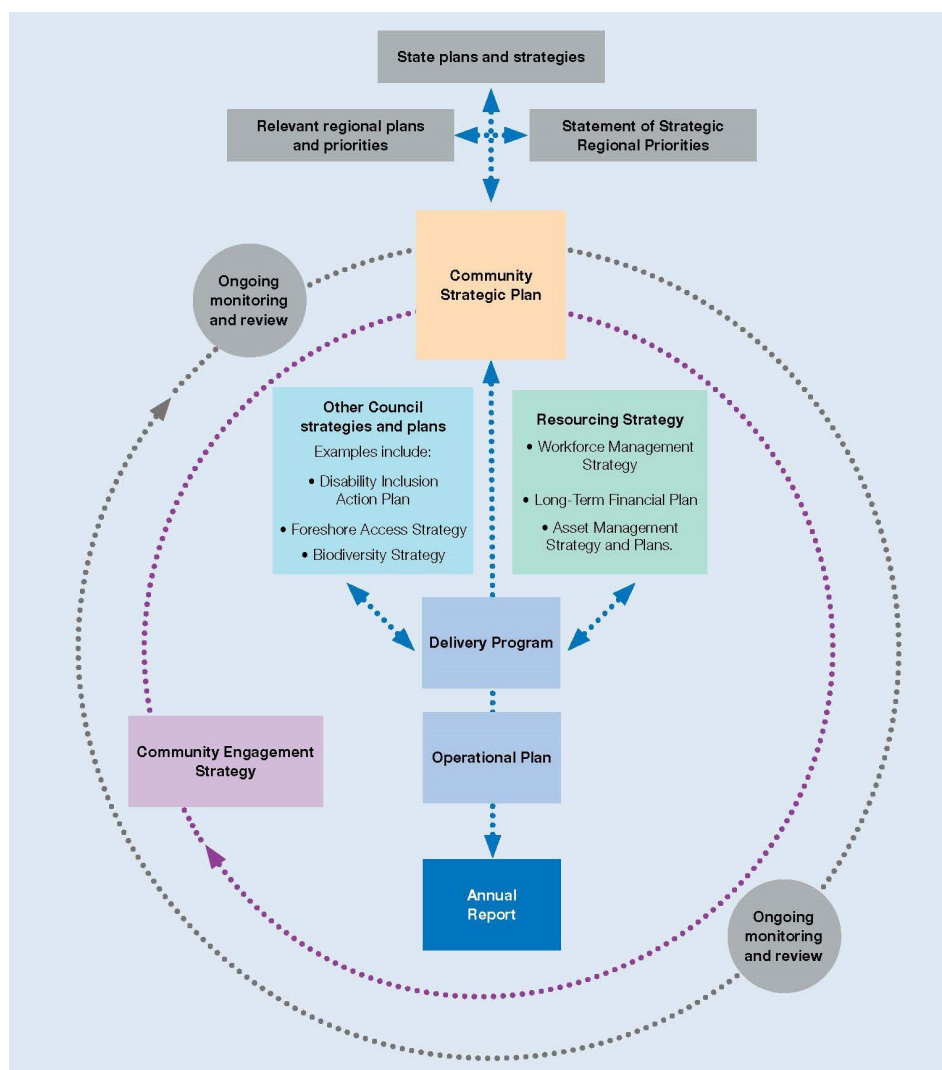 State plans and strategies
Relevant regional plans
and priorities
Statement of Strategic
Regional Priorities
Community
Strategic Plan
Ongoing
monitoring
and review
Other Council
strategies and plans
Examples include:
• Disability Inclusion
Action Plan
• Foreshore Access Strategy
• Biodiversity Strategy
Resourcing Strategy
• Workforce Management
Strategy
• Long-Term Financial Plan
• Asset Management
Strategy and Plans.
Delivery Program
Community Engagement
Strategy
Operational Plan
Annual
Report
Ongoing
monitoring
and review